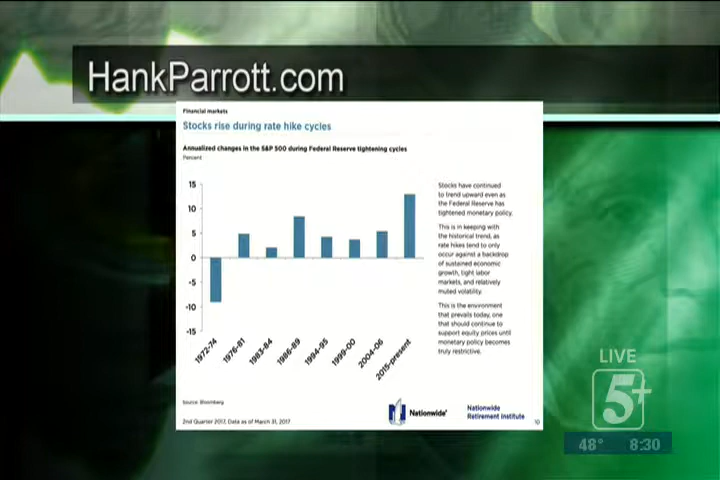 HankParrott.com
Financial markets
Stocks rise during rate hike cycles
Annualized changes in the S&P 500 during Federal Reserve tightening cycles
Percent
15
10
5
0
-5
-10
-15
1972-74
1976-81
1983-84
1986-89
1994-95
1999-00
2004-06
2015-present
Stocks have continued
to trend upward even as
the Federal Reserve has
tightened monetary policy.
This is in keeping with
the historical trend, as
rate hikes tend to only
occur against a backdrop
of sustained economic
growth, tight labor
markets, and relatively
muted volatility.
This is the environment
that prevails today, one
that should continue to
support equity prices until
monetary policy becomes
truly restrictive.
Source: Bloomberg
2nd Quarter 2017, Data as of March 31, 2017
Nationwide®
Nationwide
Retirement Institute
10
LIVE
5+
48° 8:30